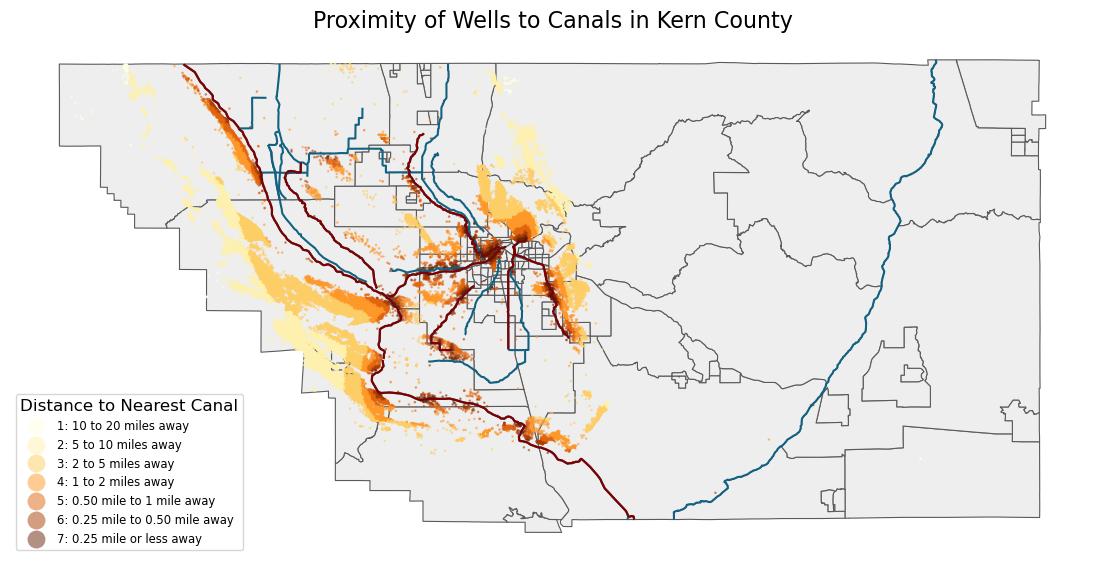 Proximity of Wells to Canals in Kern County
Distance to Nearest Canal
1: 10 to 20 miles away
2: 5 to 10 miles away
3: 2 to 5 miles away
4: 1 to 2 miles away
5: 0.50 mile to 1 mile away
6: 0.25 mile to 0.50 mile away
7: 0.25 mile or less away